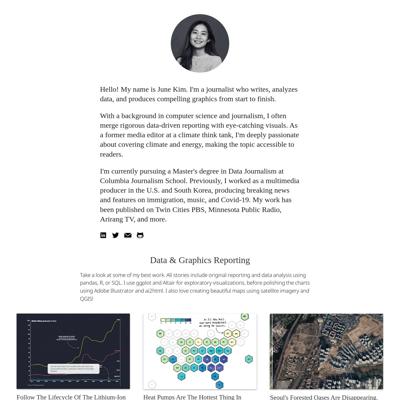 Hello! My name is June Kim. I'm a journalist who writes, analyzes
data, and produces compelling graphics from start to finish.
With a background in computer science and journalism, I often
merge rigorous data-driven reporting with eye-catching visuals. As
a former media editor at a climate think tank, I'm deeply passionate
about covering climate and energy, making the topic accessible to
readers.
I'm currently pursuing a Master's degree in Data Journalism at
Columbia Journalism School. Previously, I worked as a multimedia
producer in the U.S. and South Korea, producing breaking news
and features on immigration, music, and Covid-19. My work has
been published on Twin Cities PBS, Minnesota Public Radio,
Arirang TV, and more.
Data & Graphics Reporting
Take a look at some of my best work. All stories include original reporting and data analysis using
pandas, R, or SQL. I use ggplot and Altair for exploratory visualizations, before polishing the charts
using Adobe Illustrator and ai2html. I also love creating beautiful maps using satellite imagery and
QGIS!
Follow The Lifecycle Of The Lithium-Ion
Heat Pumps Are The Hottest Thing In
Seoul's Forested Oases Are Disappearing.